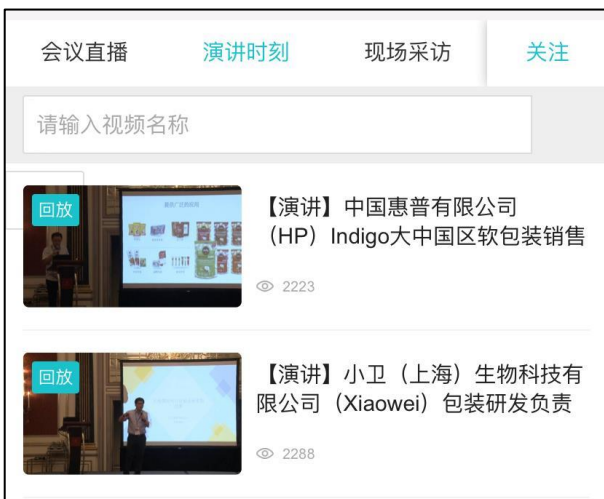 会议直播 演讲时刻 现场采访 关注
请输入视频名称
回放
【演讲】中国惠普有限公司
（HP）Indigo大中国区软包装销售
2223
回放
【演讲】小卫（上海）生物科技有
限公司（Xiaowei）包装研发负责
2288